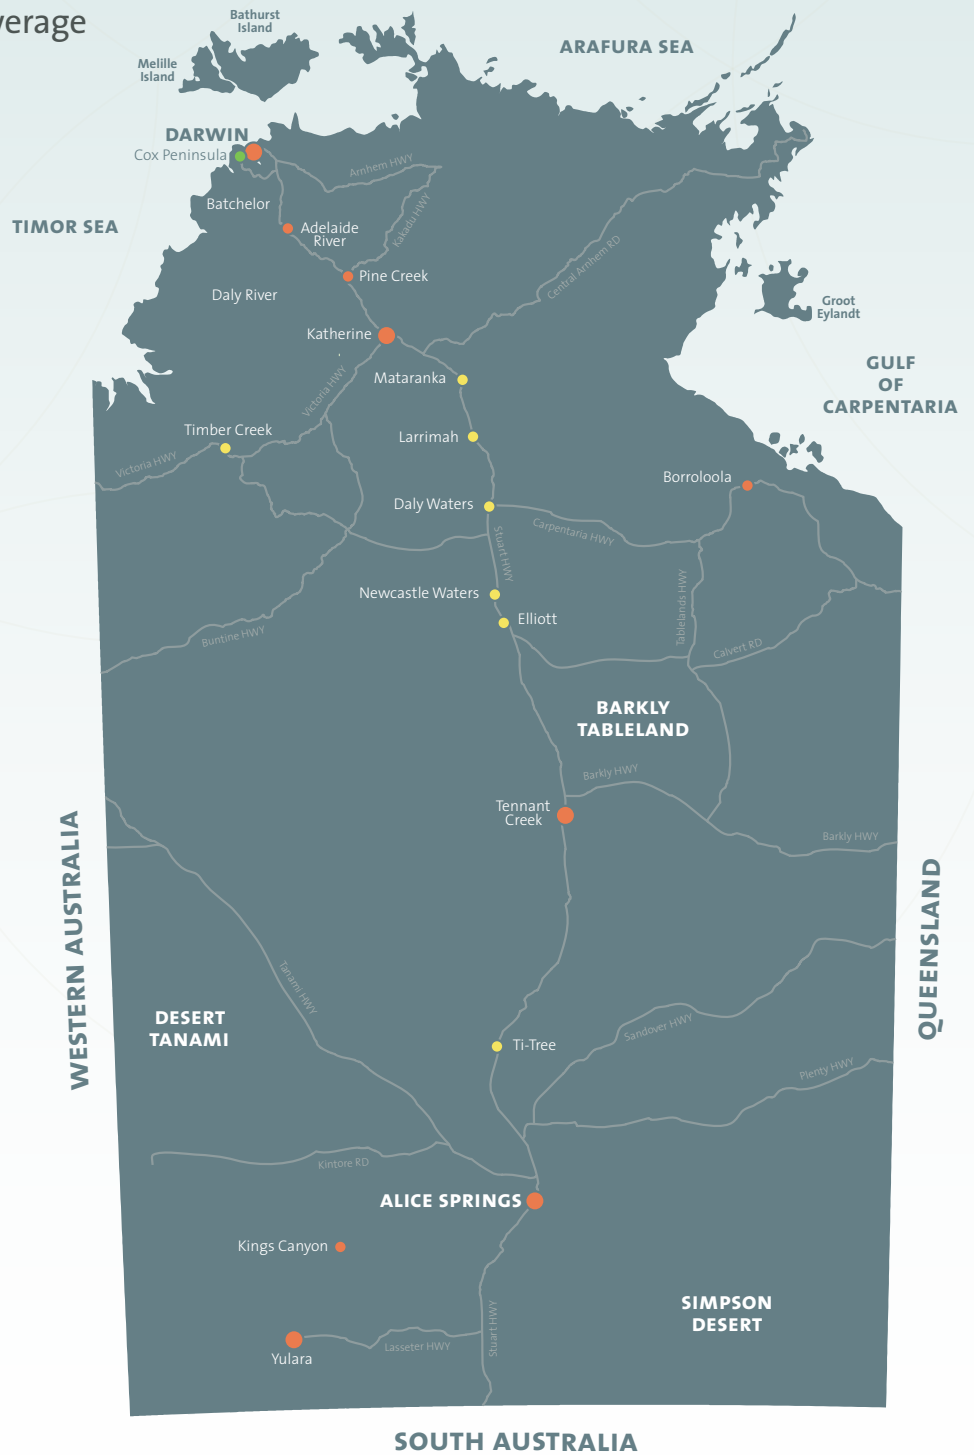 verage
Bathurst
Island
ARAFURA SEA
Melille
Island
DARWIN
Cox Peninsula
Arnhem HWY
Batchelor
Kakadu HWY
TIMOR SEA
Adelaide
River
Central Arnhem RD
Pine Creek
Daly River
Groot
Eylandt
Katherine
GULF
OF
CARPENTARIA
Mataranka
Victoria HWY
Timber Creek
Larrimah
Victoria HWY
Borroloola
Daly Waters
Carpentaria HWY
Stuart HWY
Newcastle Waters
Elliott
Tablelands HWY
Buntine HWY
Calvert RD
BARKLY
TABLELAND
Barkly HWY
Tennant
Creek
Barkly HWY
WESTERN AUSTRALIA
QUEENSLAND
Tanami HWY
DESERT
TANAMI
Sandover HWY
Ti-Tree
Plenty HWY
Kintore RD
ALICE SPRINGS
Kings Canyon
SIMPSON
DESERT
Stuart HWY
Lasseter HWY
Yulara
SOUTH AUSTRALIA